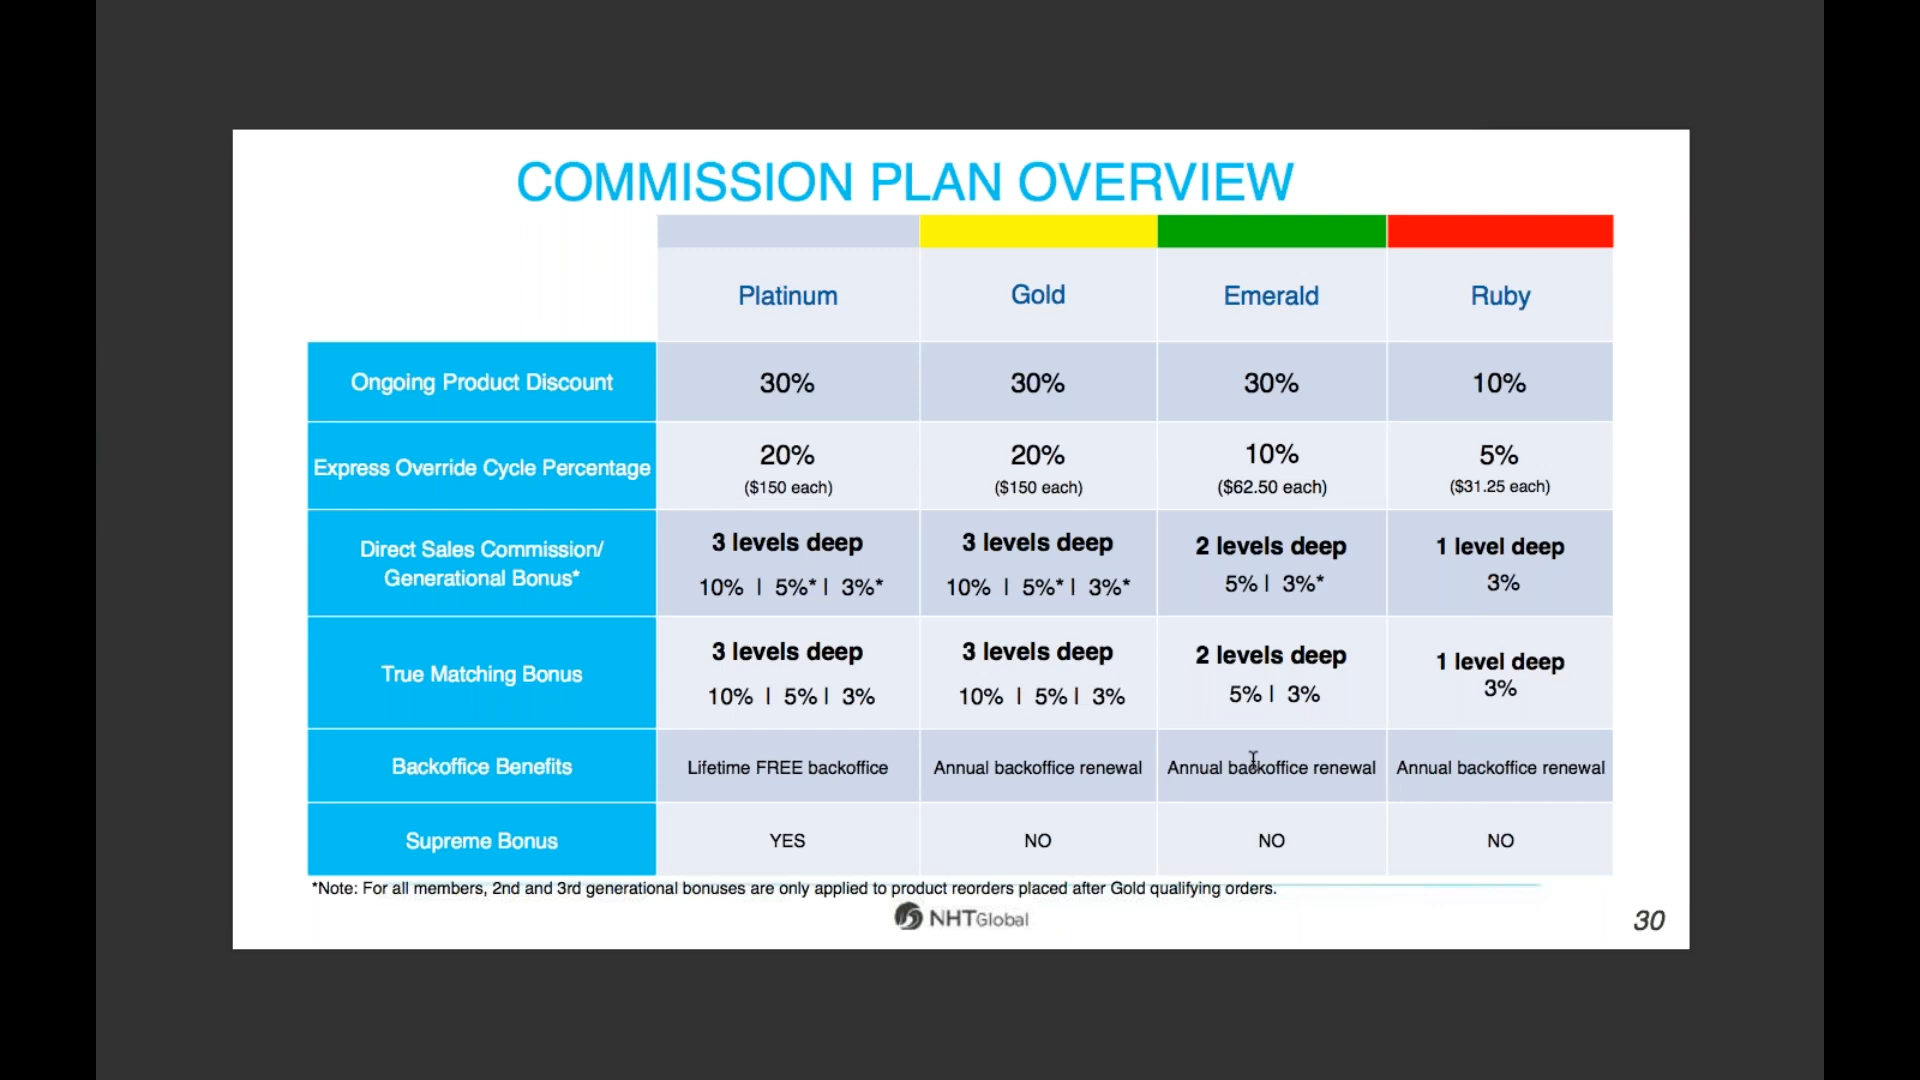 COMMISSION PLAN OVERVIEW
Platinum Gold Emerald Ruby
Ongoing Product Discount 30% 30% 30% 10%
Express Override Cycle Percentage 20% 20% 10% 5%
($150 each) ($150 each) ($62.50 each) ($31.25 each)
Direct Sales Commission/ 3 levels deep 3 levels deep 2 levels deep 1 level deep
Generational Bonus* 10% | 5%* | 3%* 10% | 5%* | 3%* 5% | 3%* 3%
True Matching Bonus 3 levels deep 3 levels deep 2 levels deep 1 level deep
10% | 5% | 3% 10% | 5% | 3% 5% | 3% 3%
Backoffice Benefits Lifetime FREE backoffice Annual backoffice renewal Annual backoffice renewal Annual backoffice renewal
Supreme Bonus YES NO NO NO
*Note: For all members, 2nd and 3rd generational bonuses are only applied to product reorders placed after Gold qualifying orders.
NHTGlobal
30